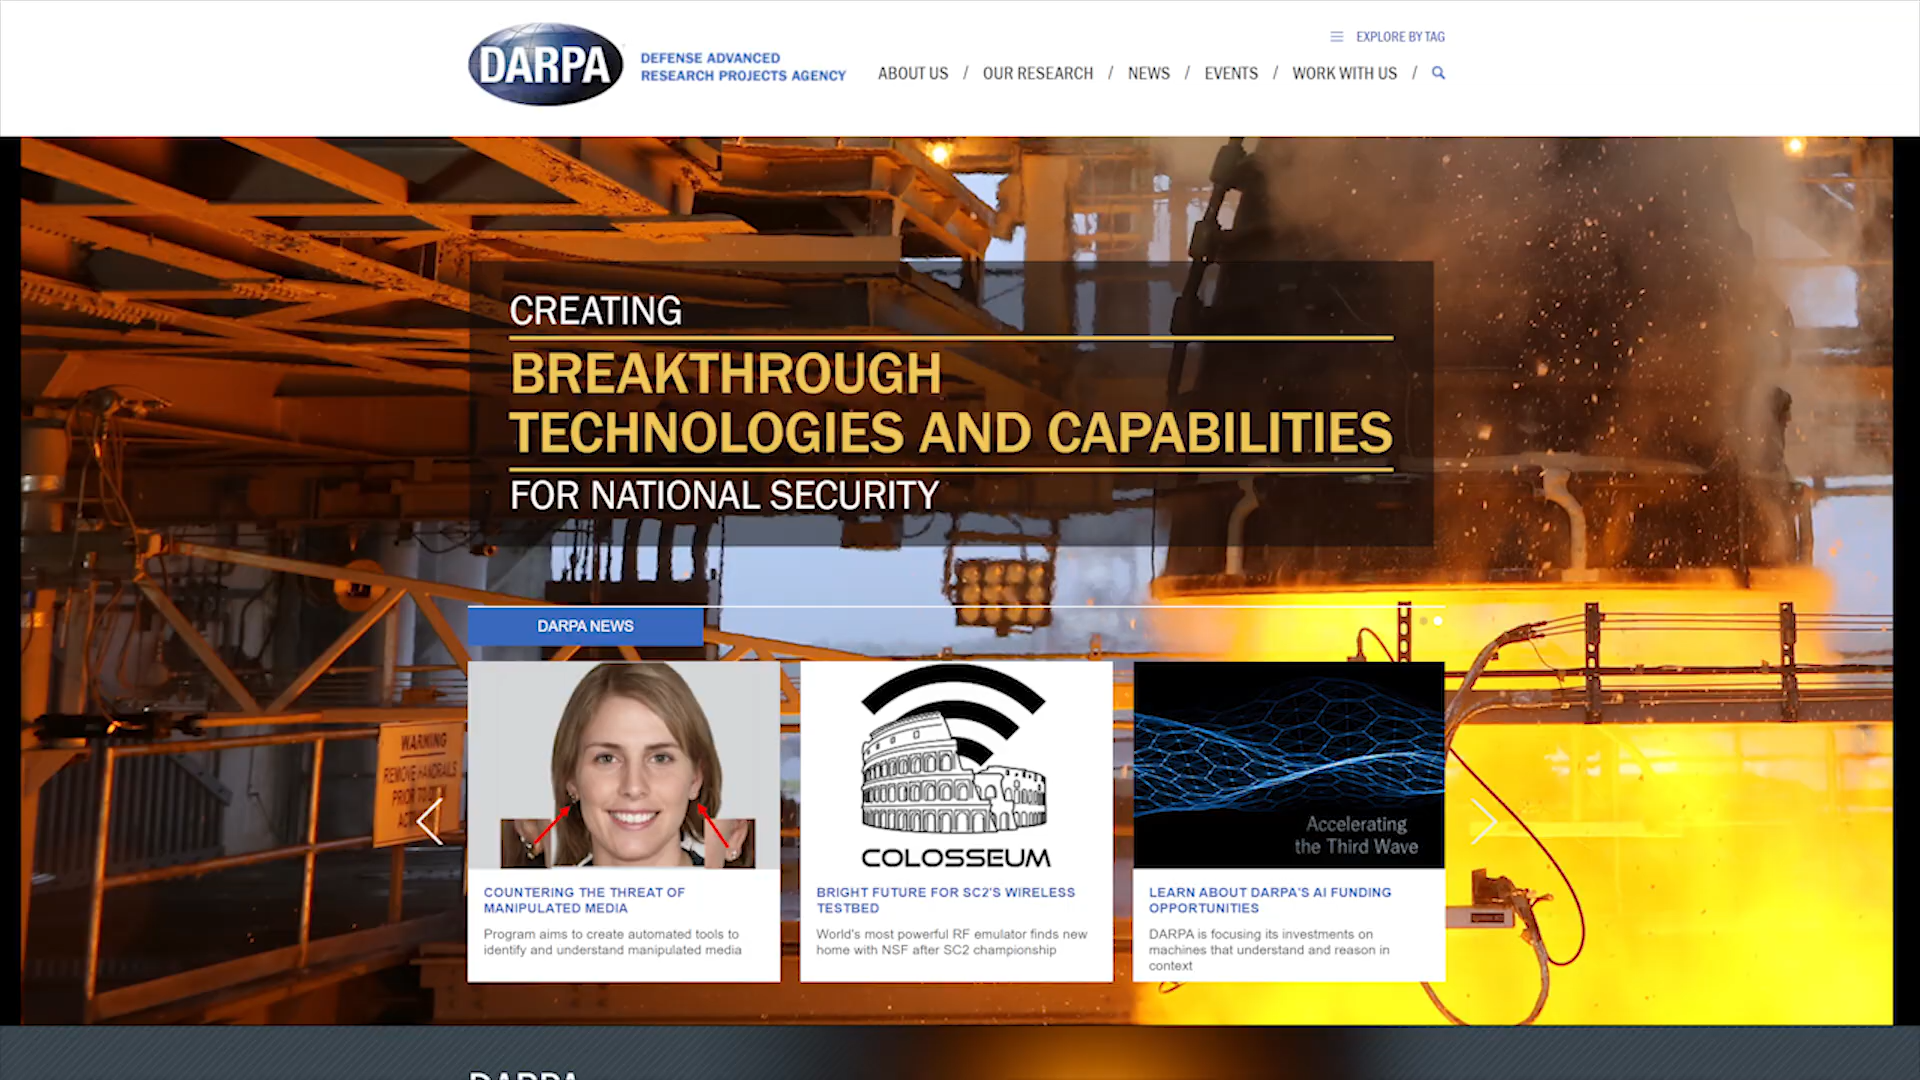 EXPLORE BY TAG
DARPA
DEFENSE ADVANCED
RESEARCH PROJECTS AGENCY
ABOUT US / OUR RESEARCH / NEWS / EVENTS / WORK WITH US /
CREATING
BREAKTHROUGH
TECHNOLOGIES AND CAPABILITIES
FOR NATIONAL SECURITY
DARPA NEWS
WARNING
REMOVE HANDRAILS
PRIOR TO
COLOSSEUM
Accelerating
the Third Wave
COUNTERING THE THREAT OF
MANIPULATED MEDIA
Program aims to create automated tools to
identify and understand manipulated media
BRIGHT FUTURE FOR SC2'S WIRELESS
TESTBED
World's most powerful RF emulator finds new
home with NSF after SC2 championship
LEARN ABOUT DARPA'S AI FUNDING
OPPORTUNITIES
DARPA is focusing its investments on
machines that understand and reason in
context
DARPA